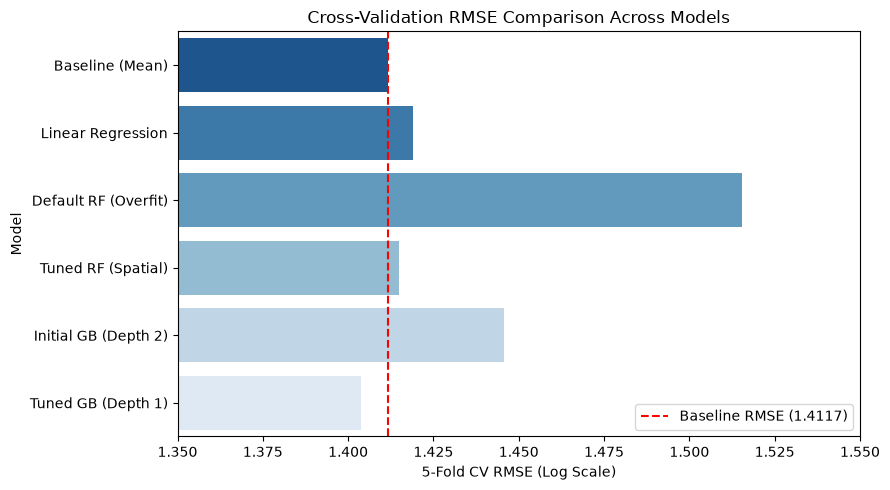 Cross-Validation RMSE Comparison Across Models
Model
Baseline (Mean)
Linear Regression
Default RF (Overfit)
Tuned RF (Spatial)
Initial GB (Depth 2)
Tuned GB (Depth 1)
Baseline RMSE (1.4117)
1.350 1.375 1.400 1.425 1.450 1.475 1.500 1.525 1.550
5-Fold CV RMSE (Log Scale)